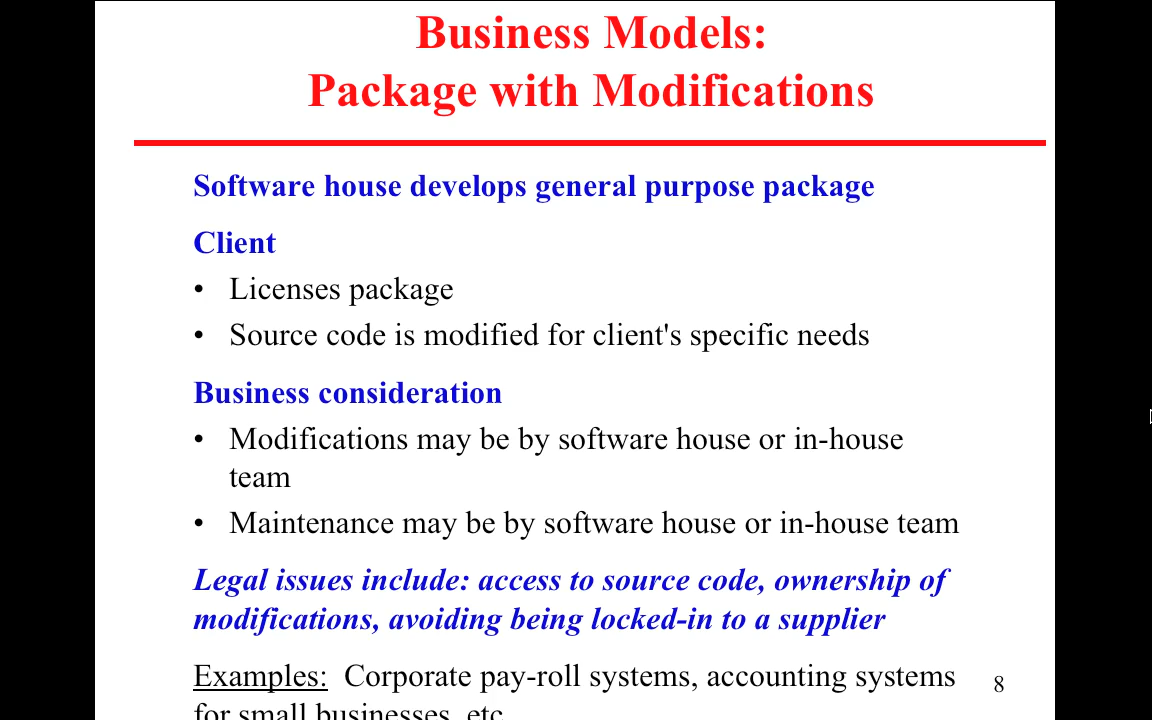 Business Models:
Package with Modifications
Software house develops general purpose package
Client
• Licenses package
• Source code is modified for client's specific needs
Business consideration
• Modifications may be by software house or in-house
team
• Maintenance may be by software house or in-house team
Legal issues include: access to source code, ownership of
modifications, avoiding being locked-in to a supplier
Examples: Corporate pay-roll systems, accounting systems
for small businesses, etc
8